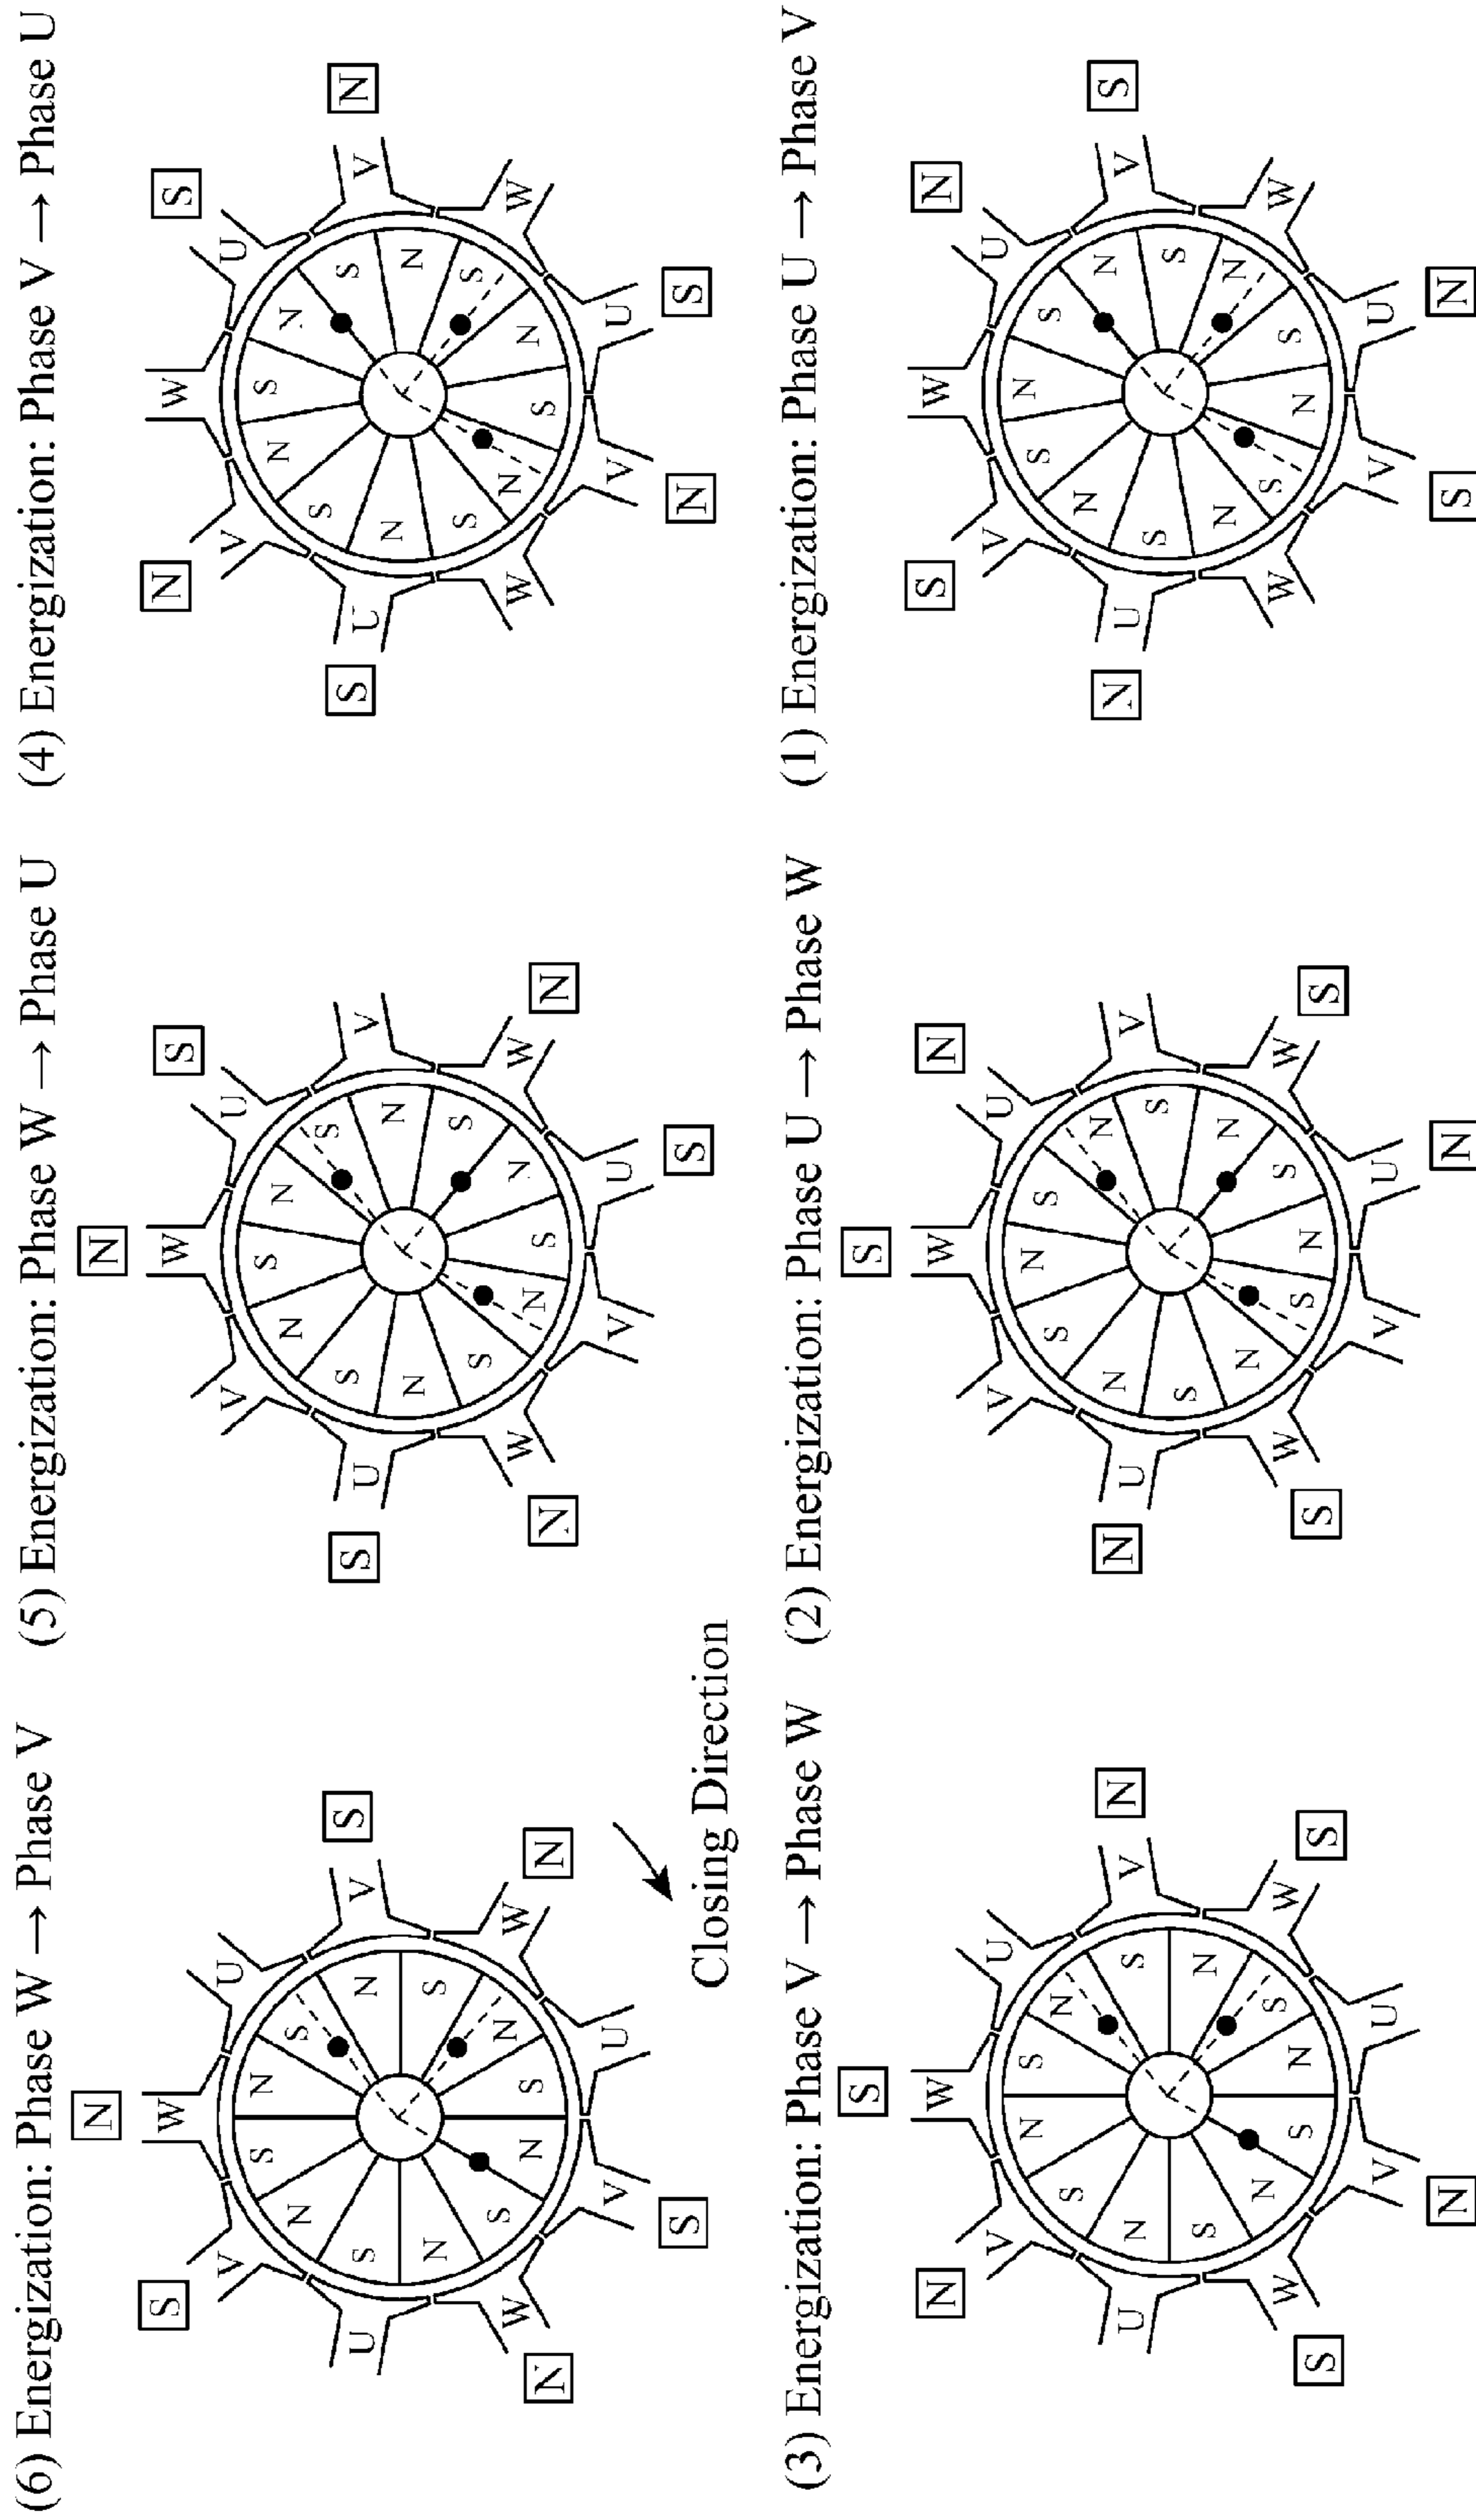 (6) Energization: Phase W → Phase V
N S N S N S
W U V W U V W U V
N S N S N S N S N S N S
(5) Energization: Phase W → Phase U
N S N S N S
W U V W U V W U V
S N S N S N S N S N S N
(4) Energization: Phase V → Phase U
S N S N S N
W U V W U V W U V
S N S N S N S N S N S N
Closing Direction
(3) Energization: Phase V → Phase W
S N S N S N
W U V W U V W U V
S N S N S N S N S N S N
(2) Energization: Phase U → Phase W
S N S N S N
W U V W U V W U V
N S N S N S N S N S N S
(1) Energization: Phase U → Phase V
N S N S N S
W U V W U V W U V
N S N S N S N S N S N S